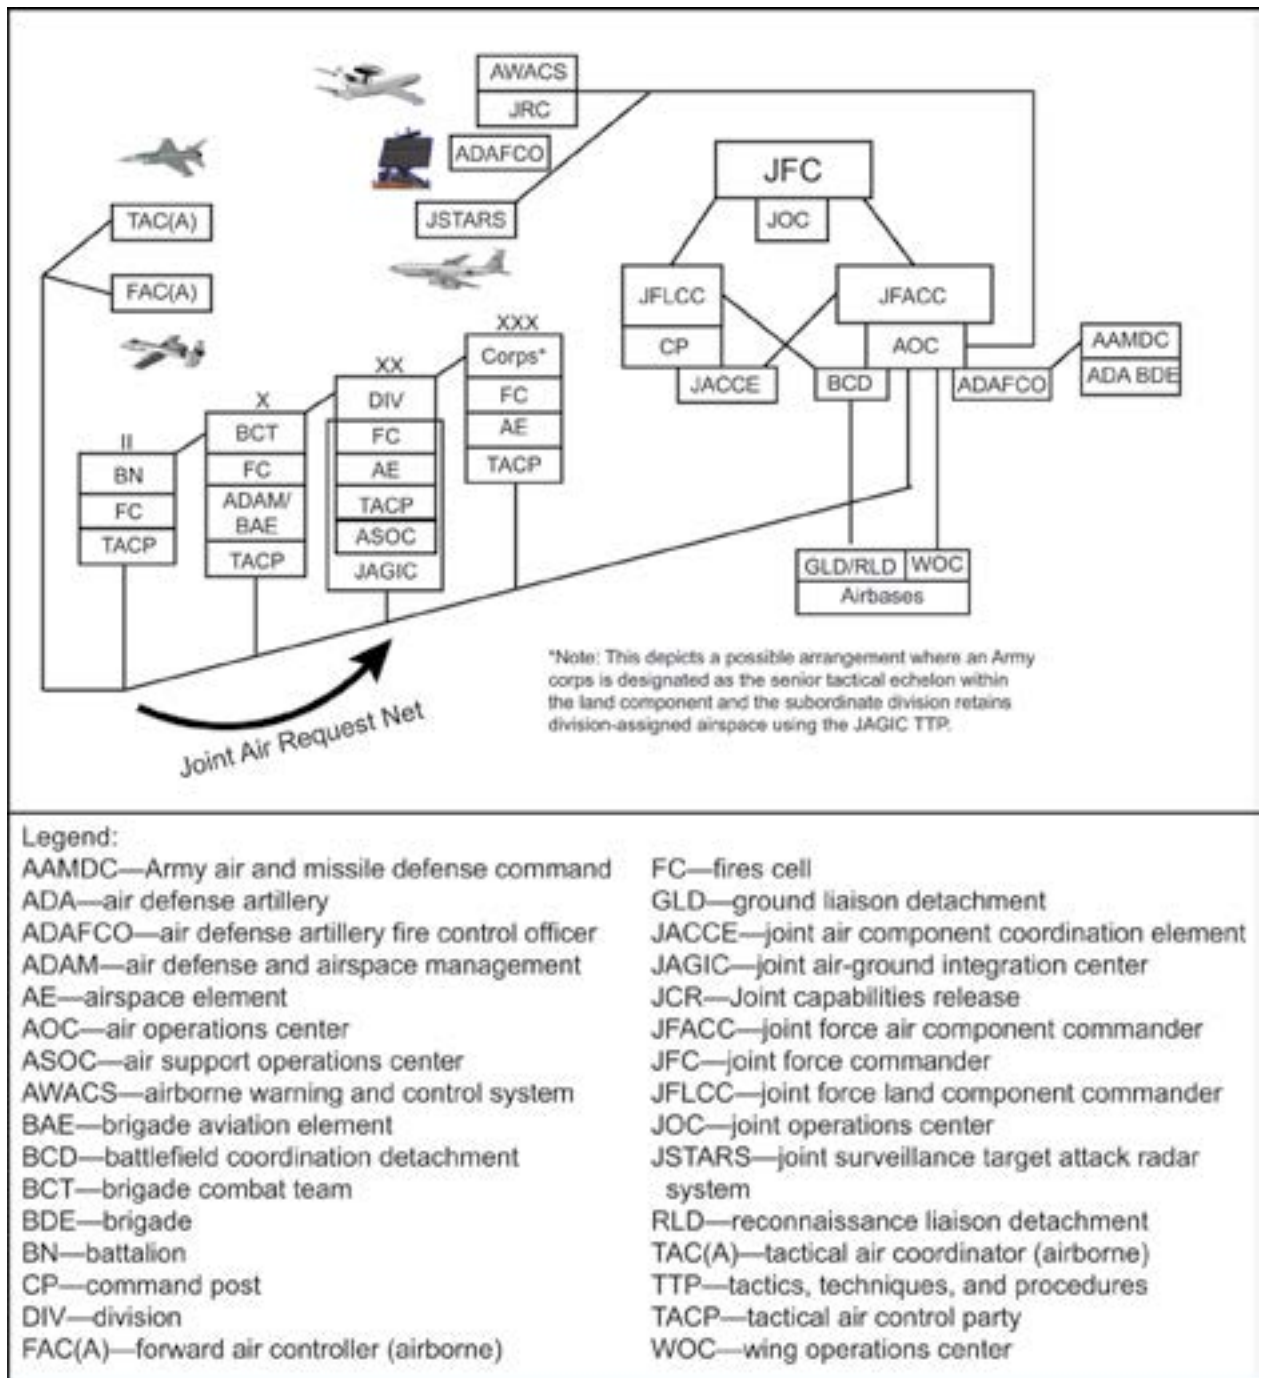 AWACS
JRC
ADAFCO
JSTARS
TAC(A)
FAC(A)
JFC
JOC
JFLCC
CP
JACCE
JFACC
AOC
BCD
ADAFCO
AAMDC
ADA BDE
XXX
Corps*
FC
AE
TACP
XX
DIV
FC
AE
TACP
ASOC
JAGIC
X
BCT
FC
ADAM/
BAE
TACP
II
BN
FC
TACP
GLD/RLD
WOC
Airbases
*Note: This depicts a possible arrangement where an Army
corps is designated as the senior tactical echelon within
the land component and the subordinate division retains
division-assigned airspace using the JAGIC TTP.
Joint Air Request Net
Legend:
AAMDC—Army air and missile defense command
ADA—air defense artillery
ADAFCO—air defense artillery fire control officer
ADAM—air defense and airspace management
AE—airspace element
AOC—air operations center
ASOC—air support operations center
AWACS—airborne warning and control system
BAE—brigade aviation element
BCD—battlefield coordination detachment
BCT—brigade combat team
BDE—brigade
BN—battalion
CP—command post
DIV—division
FAC(A)—forward air controller (airborne)
FC—fires cell
GLD—ground liaison detachment
JACCE—joint air component coordination element
JAGIC—joint air-ground integration center
JCR—Joint capabilities release
JFACC—joint force air component commander
JFC—joint force commander
JFLCC—joint force land component commander
JOC—joint operations center
JSTARS—joint surveillance target attack radar
system
RLD—reconnaissance liaison detachment
TAC(A)—tactical air coordinator (airborne)
TTP—tactics, techniques, and procedures
TACP—tactical air control party
WOC—wing operations center